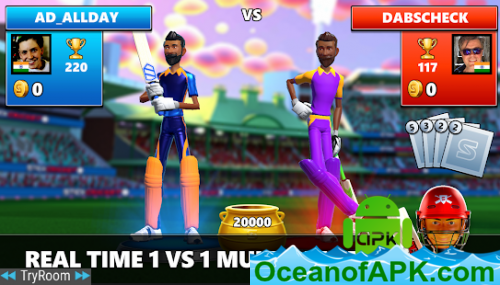 AD_ALLDAY
VS
DABSCHECK
220
117
0
0
5 3 2 2
S
20000
apk
REAL TIME 1 VS 1 MU
TryRoom
OceanofAPK.com